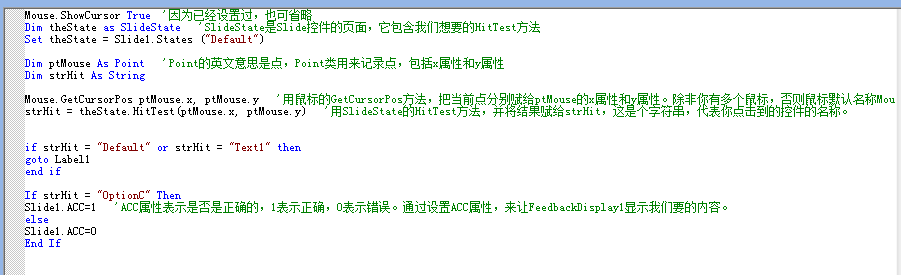 Mouse.ShowCursor True '因为已经设置过，也可省略
Dim theState as SlideState 'SlideState是Slide控件的页面，它包含我们想要的HitTest方法
Set theState = Slide1.States ("Default")
Dim ptMouse As Point 'Point的英文意思是点，Point类用来记录点，包括x属性和y属性
Dim strHit As String
Mouse.GetCursorPos ptMouse.x, ptMouse.y '用鼠标的GetCursorPos方法，把当前点分别赋给ptMouse的x属性和y属性。除非你有多个鼠标，否则鼠标默认名称Mou
strHit = theState.HitTest(ptMouse.x, ptMouse.y) '用SlideState的HitTest方法，并将结果赋给strHit，这是个字符串，代表你点击到的控件的名称。
if strHit = "Default" or strHit = "Text1" then
goto Label1
end if
If strHit = "OptionC" Then
Slide1.ACC=1 'ACC属性表示是否是正确的，1表示正确，0表示错误。通过设置ACC属性，来让FeedbackDisplay1显示我们要的内容。
else
Slide1.ACC=0
End If